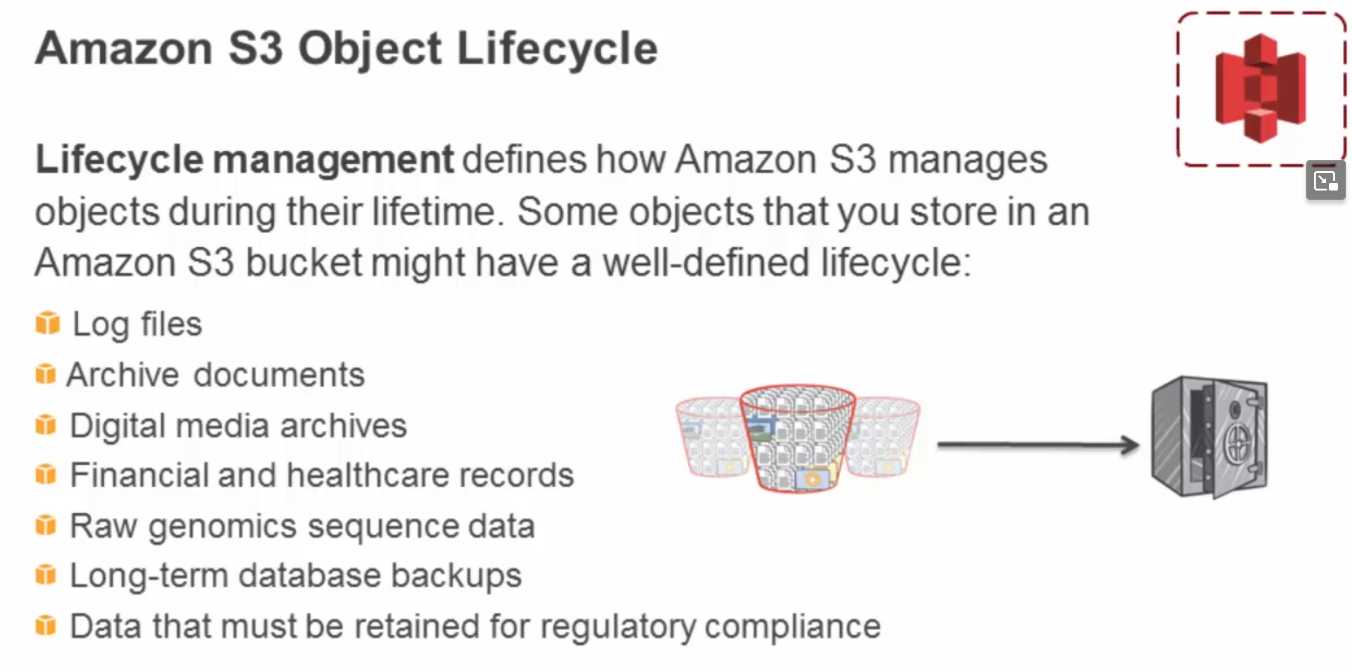 Amazon S3 Object Lifecycle
Lifecycle management defines how Amazon S3 manages
objects during their lifetime. Some objects that you store in an
Amazon S3 bucket might have a well-defined lifecycle:
Log files
Archive documents
Digital media archives
Financial and healthcare records
Raw genomics sequence data
Long-term database backups
Data that must be retained for regulatory compliance